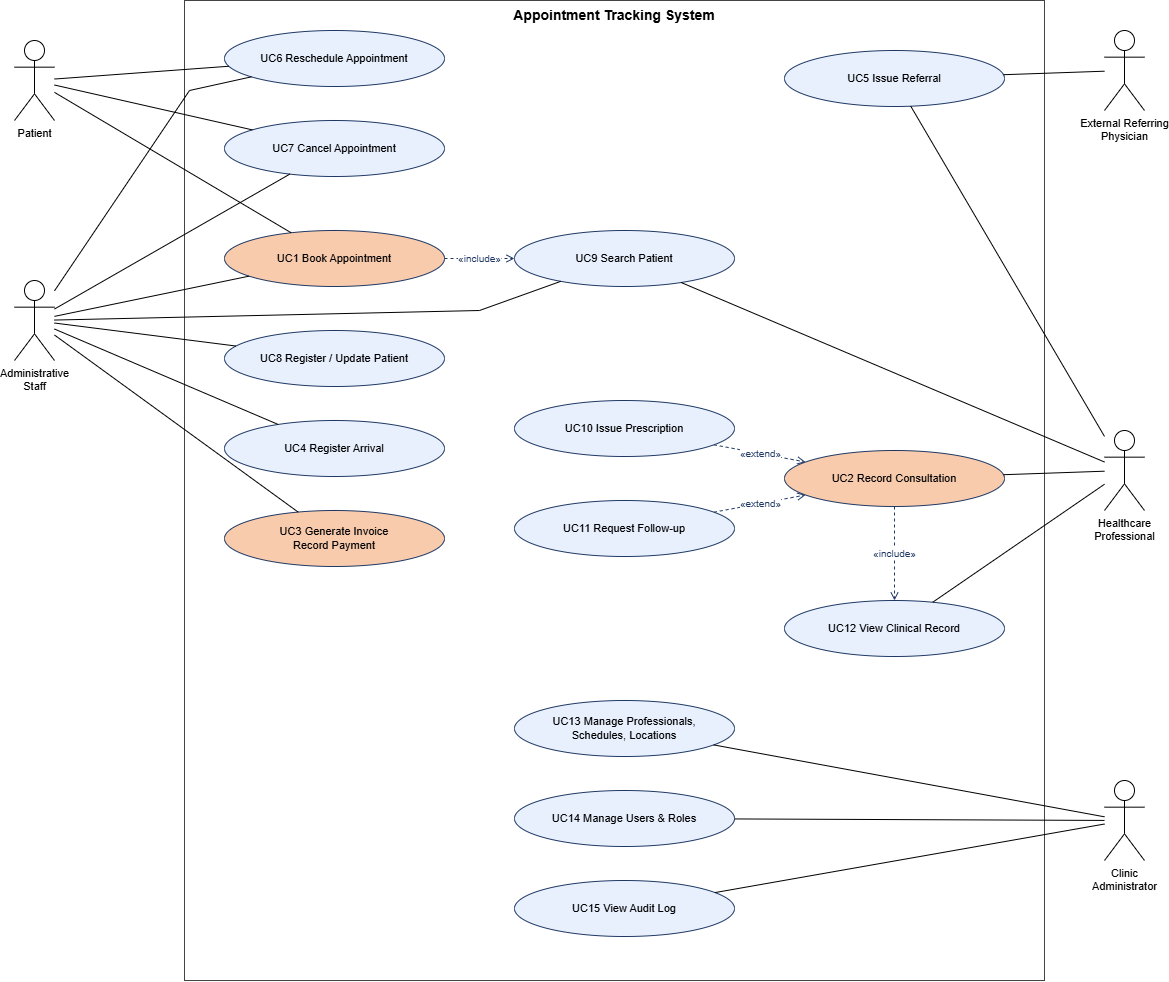 Appointment Tracking System
UC6 Reschedule Appointment
UC5 Issue Referral
Patient
External Referring
Physician
UC7 Cancel Appointment
UC1 Book Appointment
«include»
UC9 Search Patient
UC8 Register / Update Patient
Administrative
Staff
UC10 Issue Prescription
UC4 Register Arrival
«extend»
UC2 Record Consultation
«extend»
UC11 Request Follow-up
Healthcare
Professional
UC3 Generate Invoice
Record Payment
«include»
UC12 View Clinical Record
UC13 Manage Professionals,
Schedules, Locations
UC14 Manage Users & Roles
Clinic
Administrator
UC15 View Audit Log